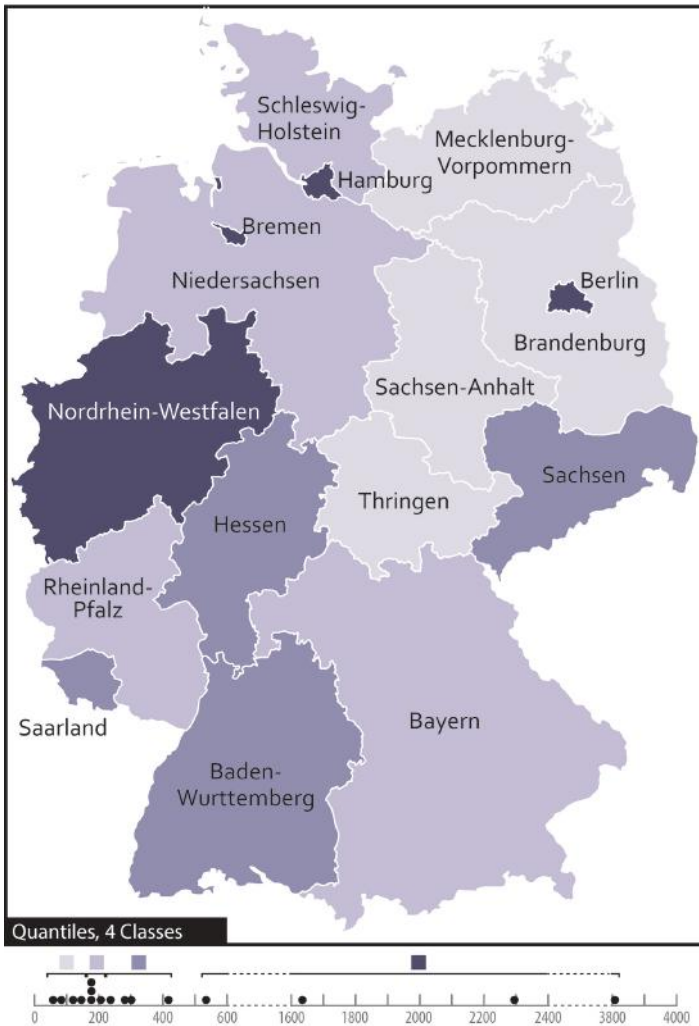 Schleswig-
Holstein
Mecklenburg-
Vorpommern
Hamburg
Bremen
Niedersachsen
Berlin
Brandenburg
Sachsen-Anhalt
Nordrhein-Westfalen
Sachsen
Hessen
Thringen
Rheinland-
Pfalz
Saarland
Bayern
Baden-
Wurttemberg
Quantiles, 4 Classes
0 200 400 600 1600 2000 2200 2400 3800 4000